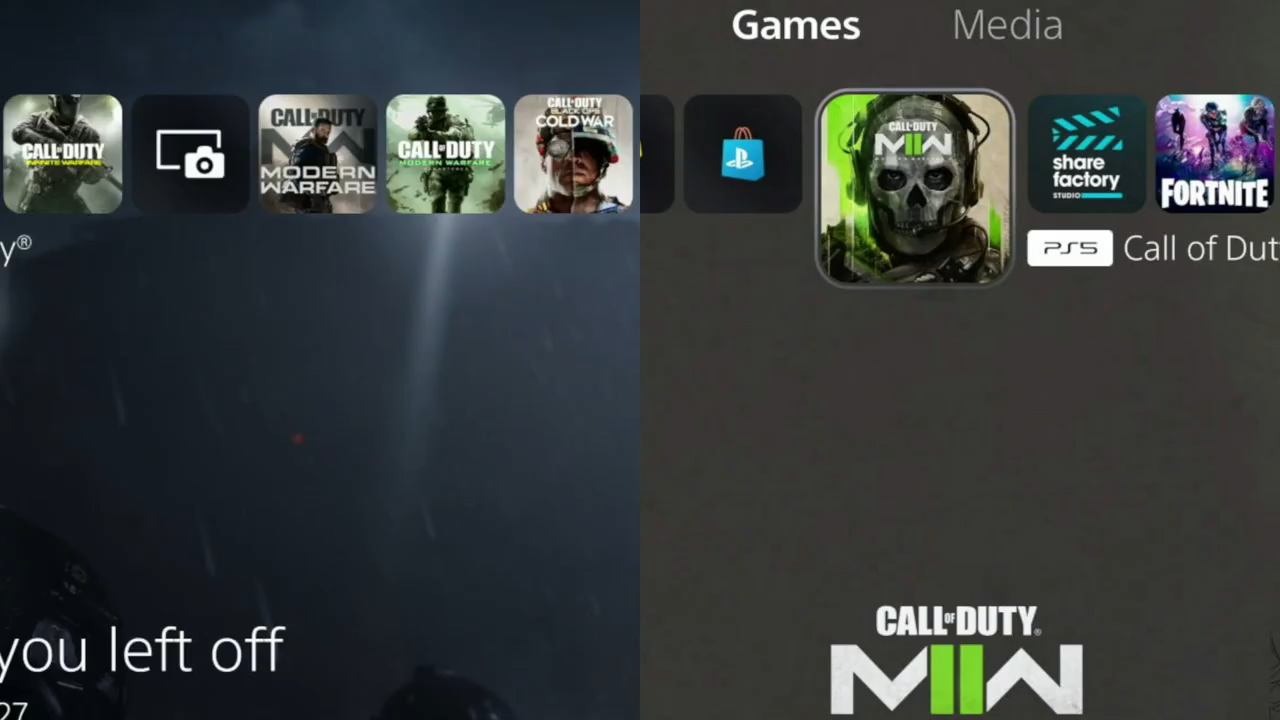 Games
Media
CALL OF DUTY
INFINITE WARFARE
CALL OF DUTY
MODERN
WARFARE
CALL OF DUTY
MODERN WARFARE
CALL OF DUTY
BLACK OPS
COLD WAR
CALL OF DUTY
MWII
share
factory
STUDIO
FORTNITE
y®
PS5 Call of Dut
you left off
27
CALL OF DUTY®
MWII